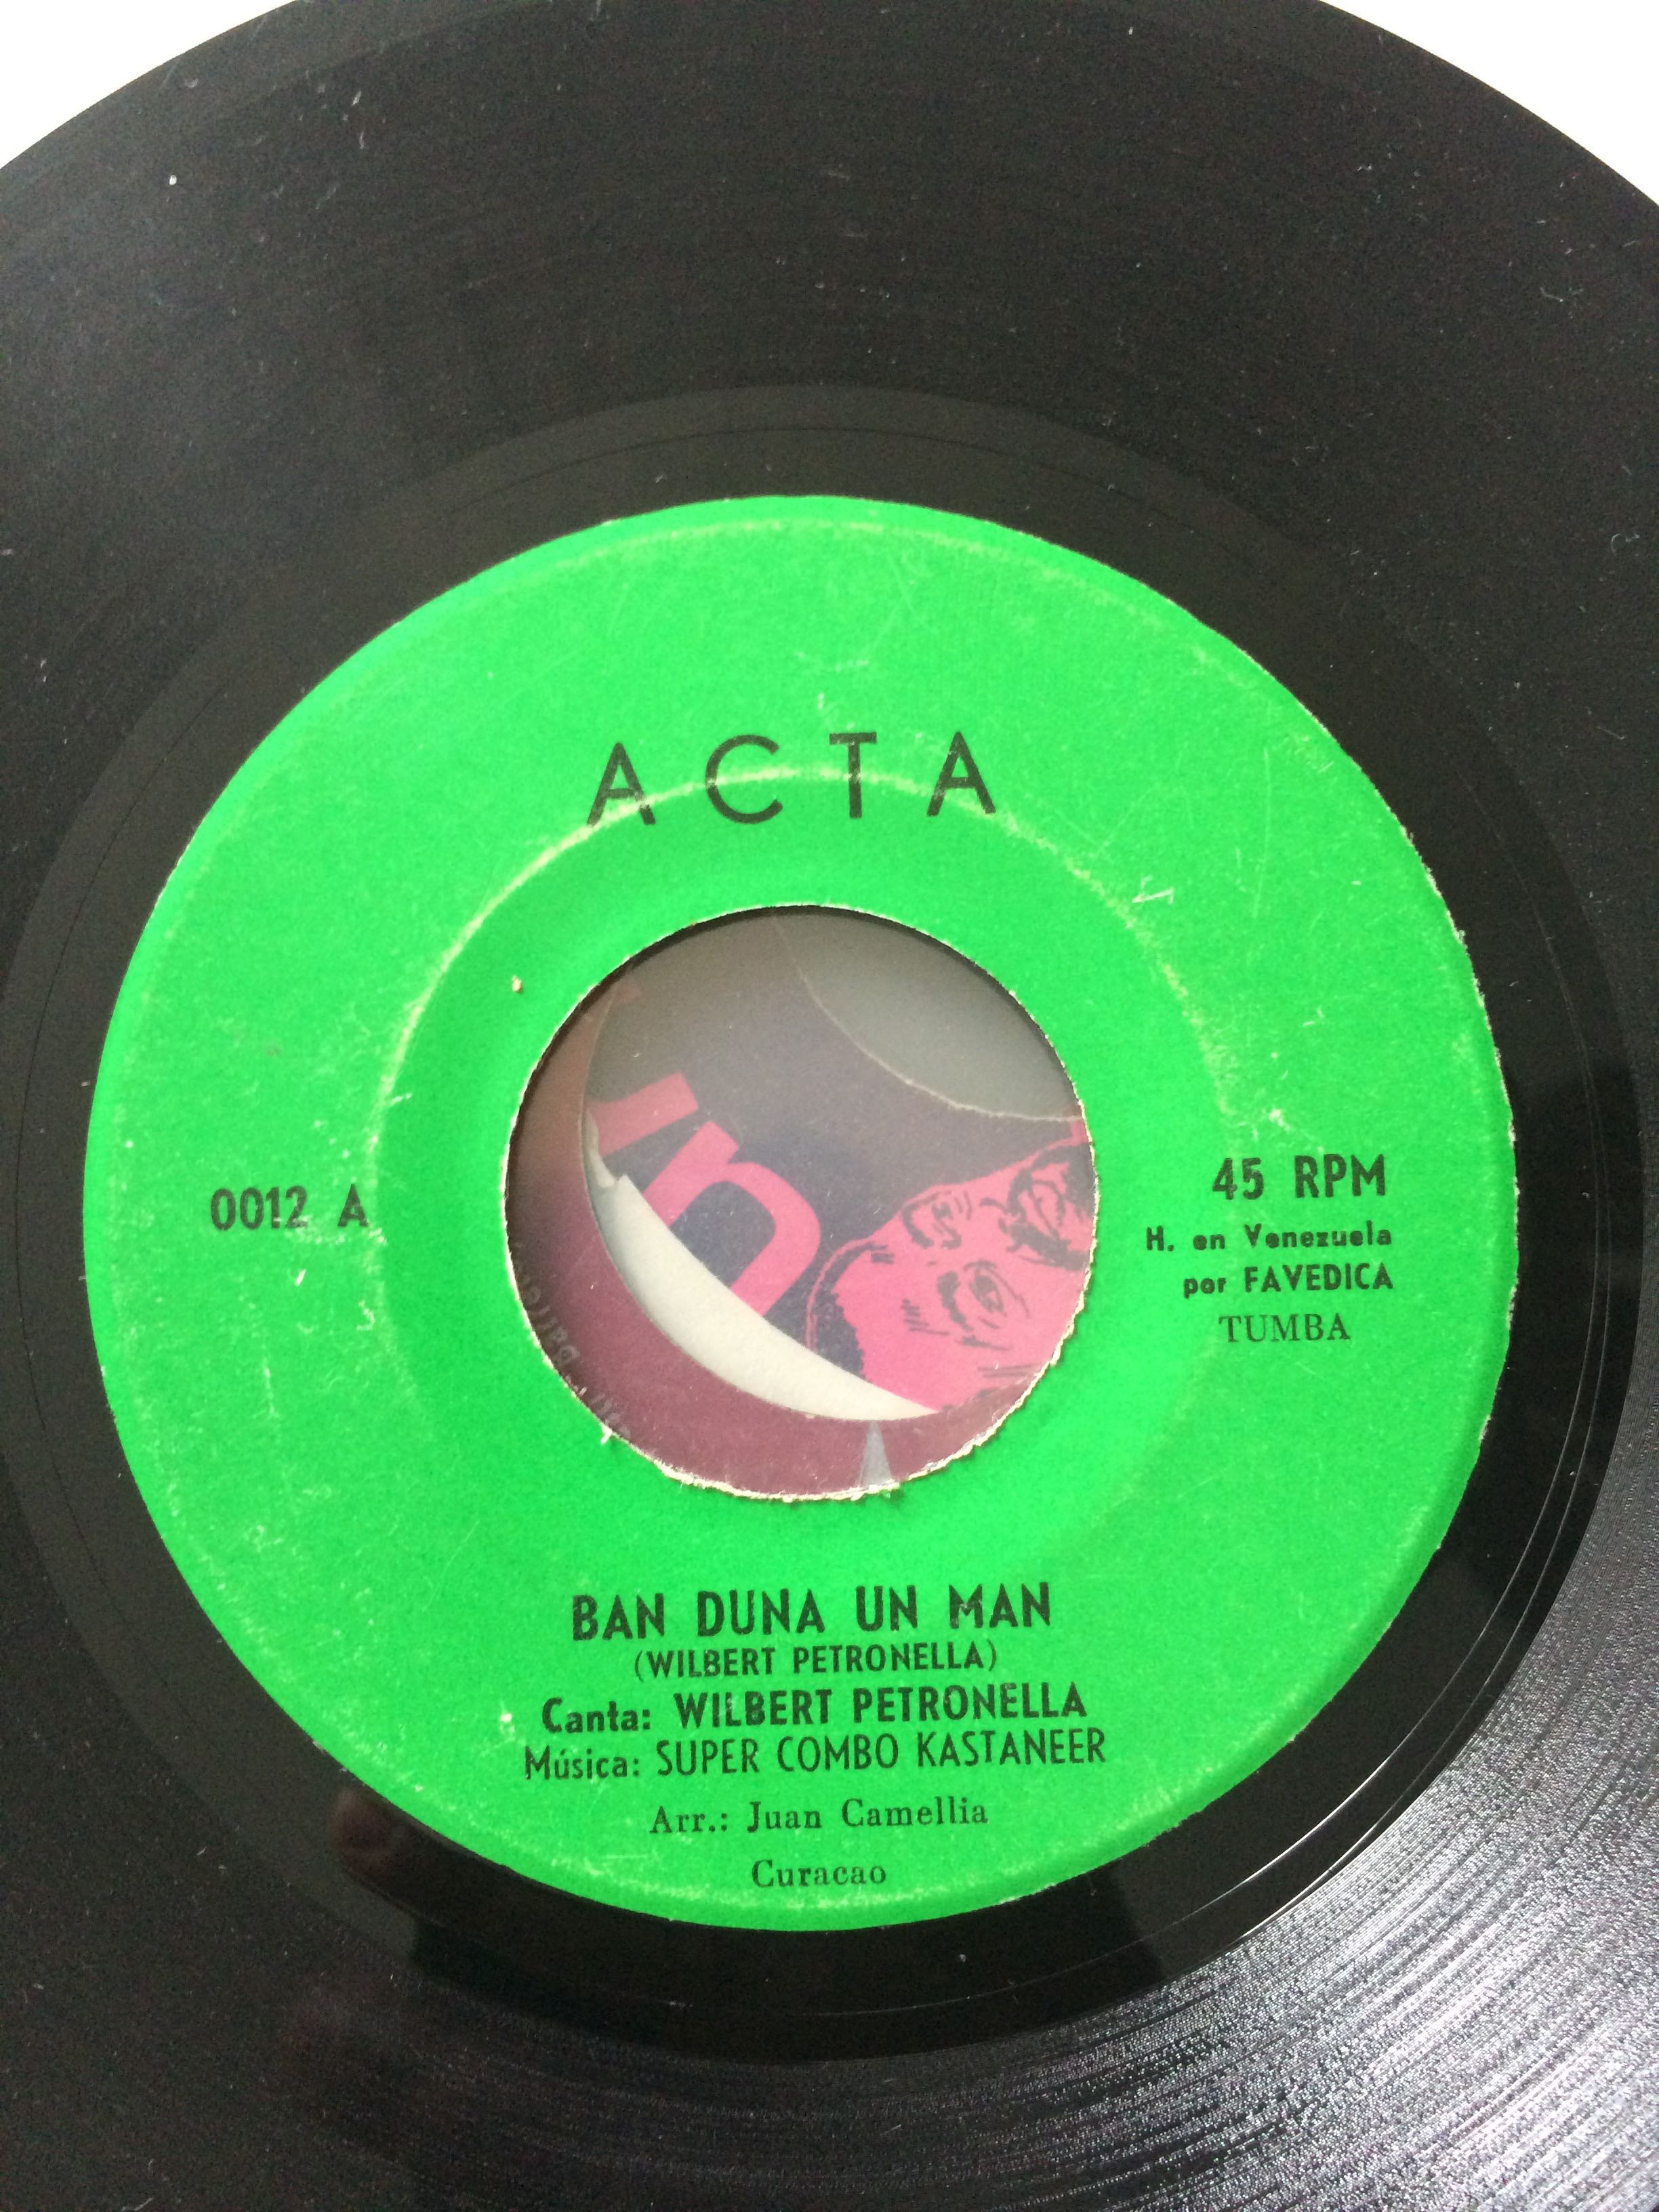 ACTA
0012 A
45 RPM
H. en Venezuela
por FAVEDICA
TUMBA
BAN DUNA UN MAN
(WILBERT PETRONELLA)
Canta: WILBERT PETRONELLA
Música: SUPER COMBO KASTANEER
Arr.: Juan Camellia
Curacao